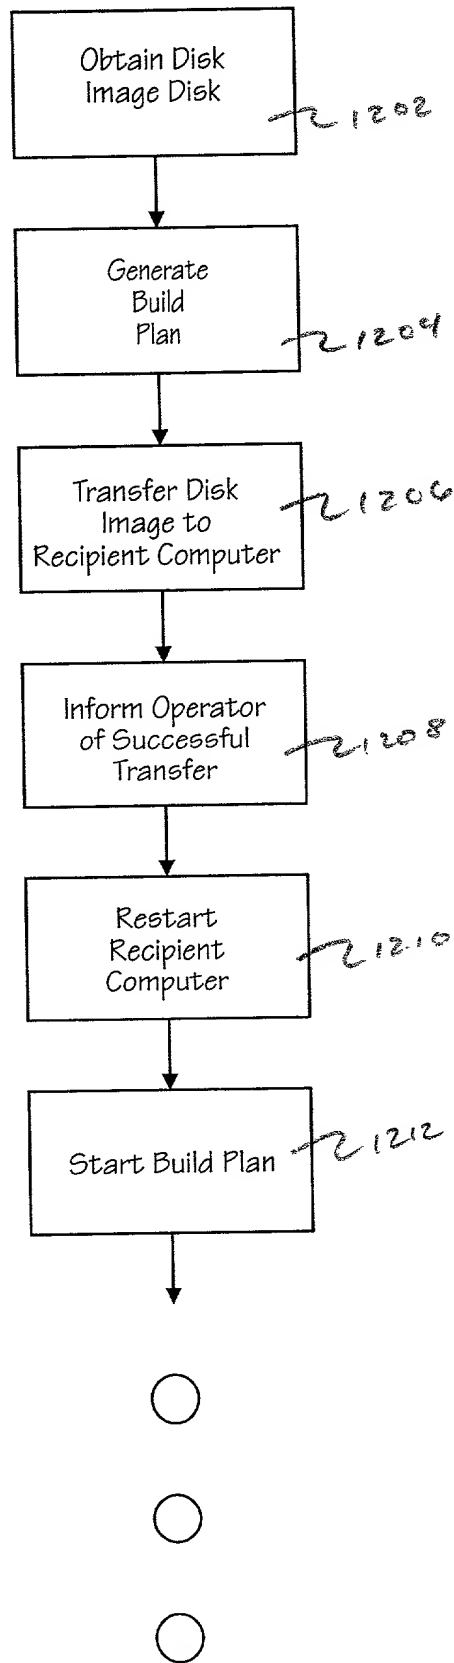 Obtain Disk
Image Disk
1202
Generate
Build
Plan
1204
Transfer Disk
Image to
Recipient Computer
1206
Inform Operator
of Successful
Transfer
1208
Restart
Recipient
Computer
1210
Start Build Plan
1212